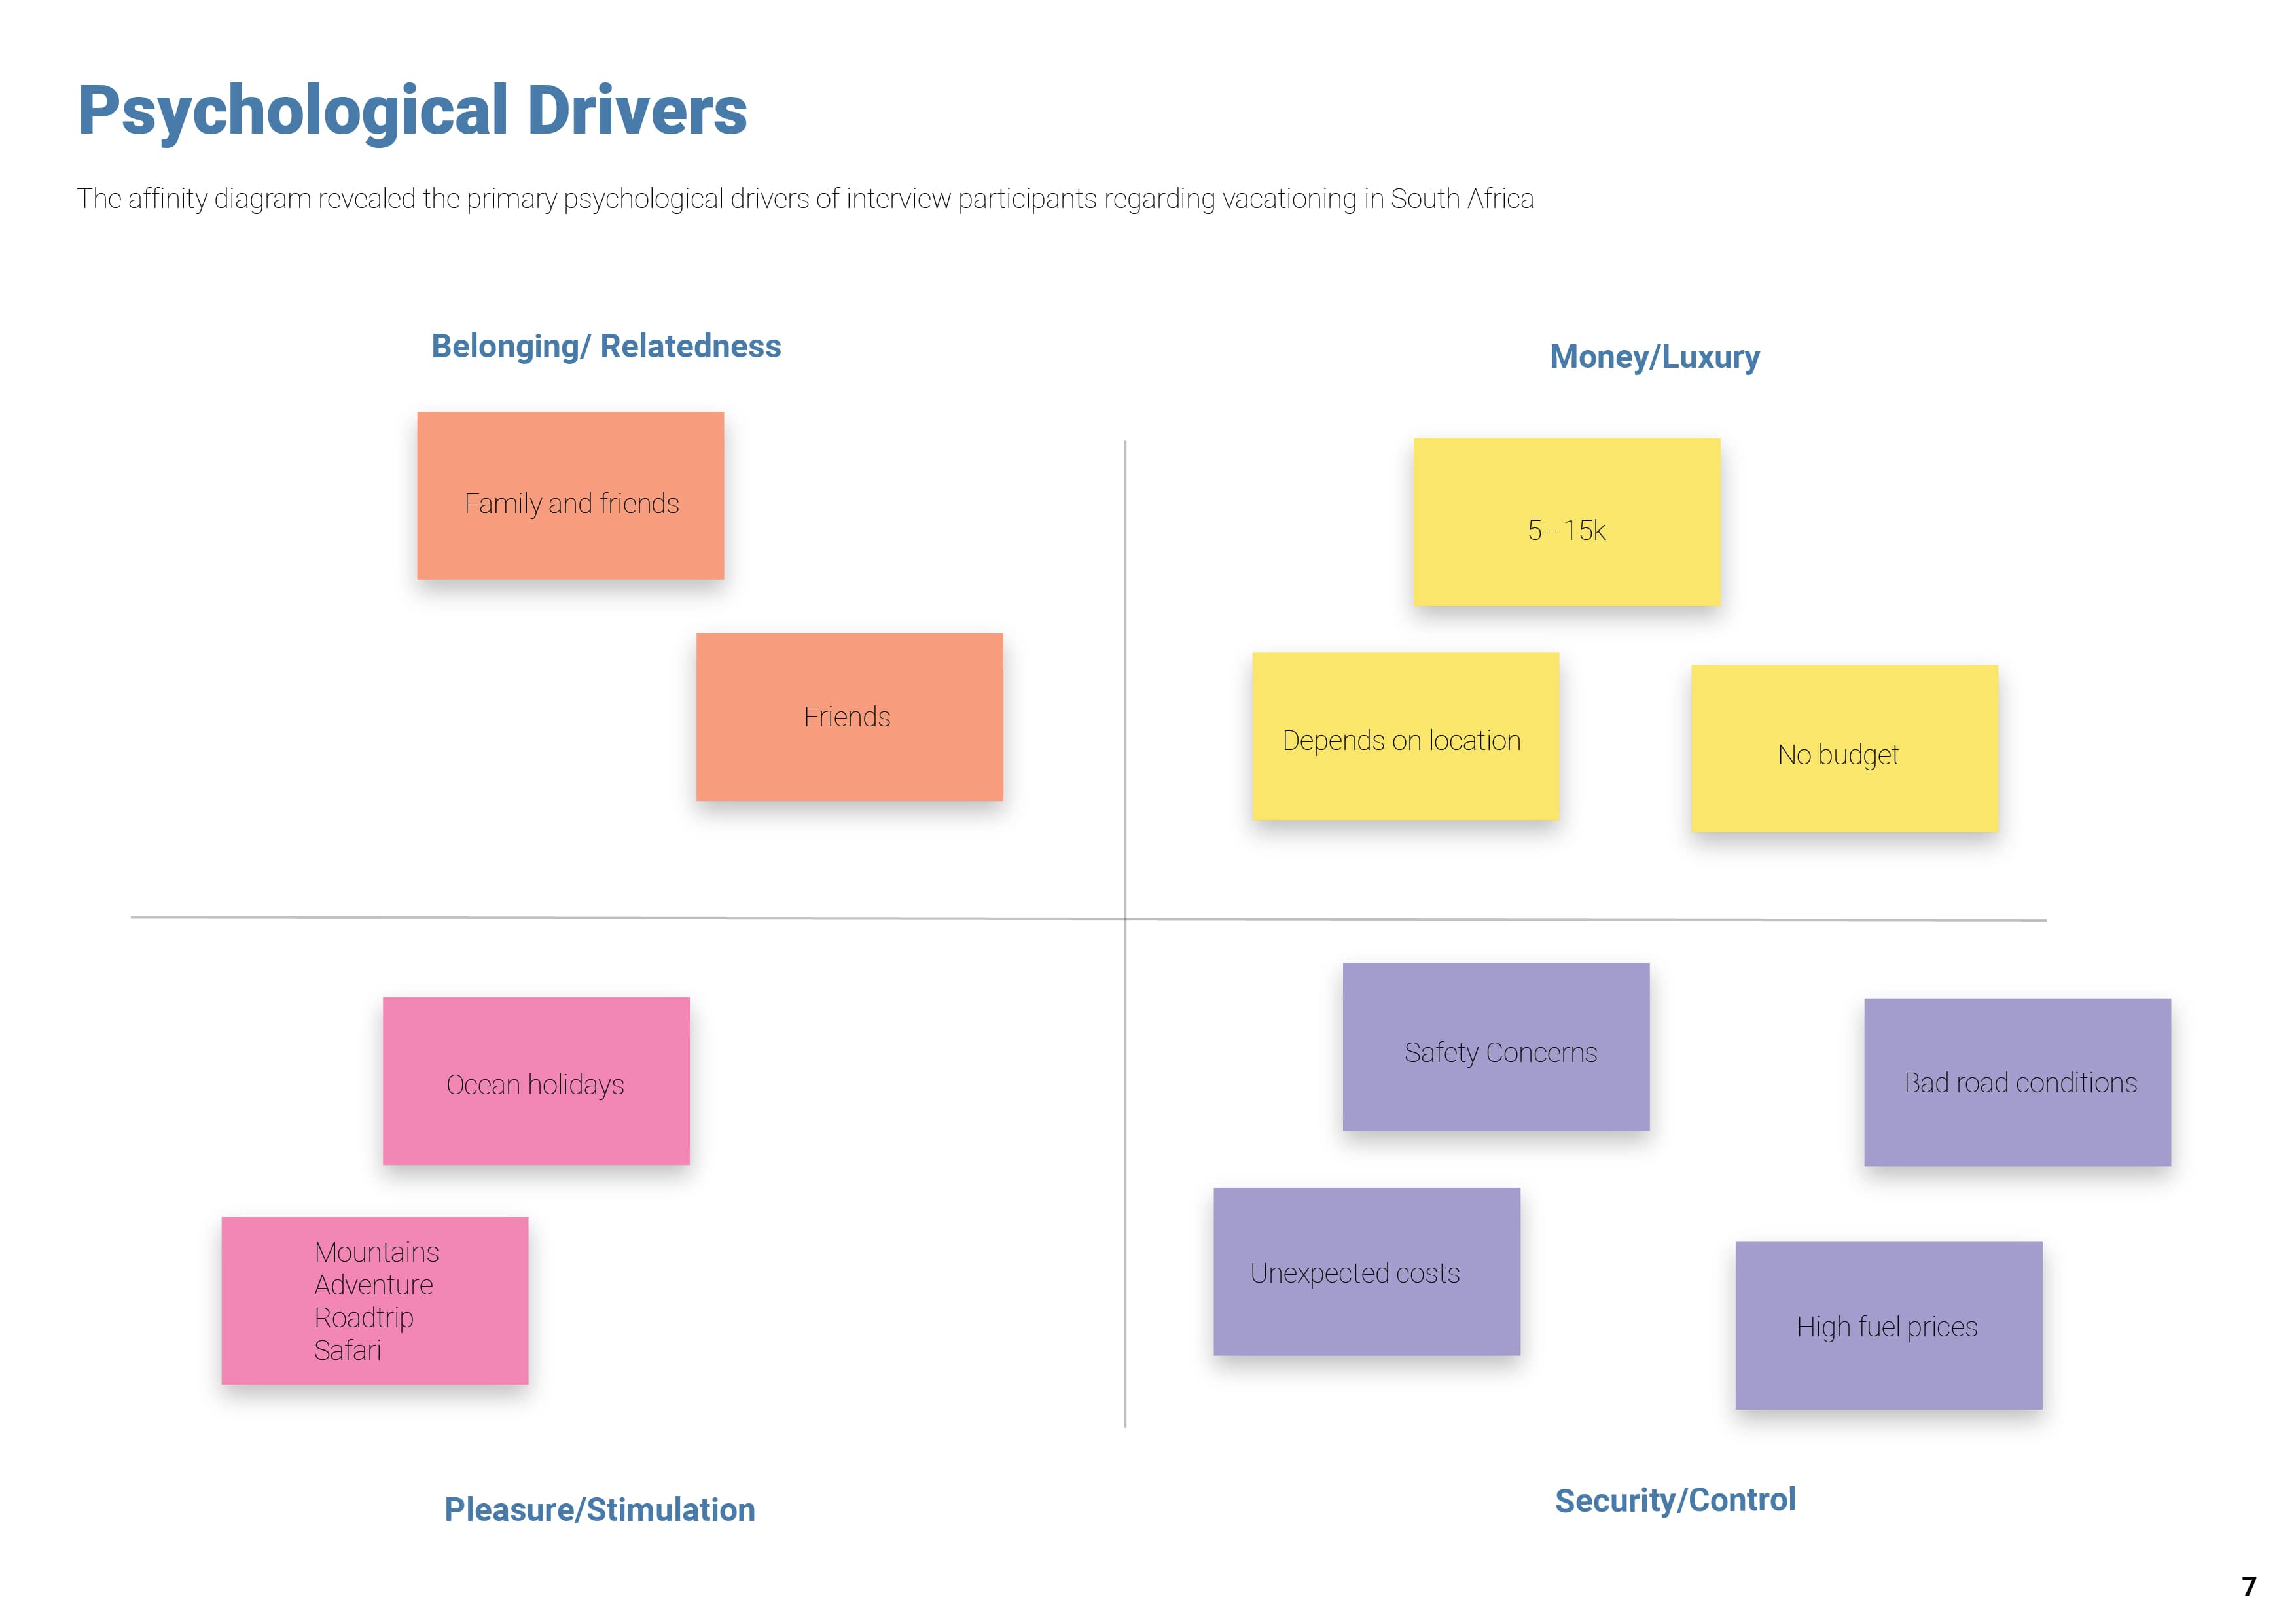 Psychological Drivers
The affinity diagram revealed the primary psychological drivers of interview participants regarding vacationing in South Africa
Belonging/ Relatedness
Family and friends
Friends
Money/Luxury
5 - 15k
Depends on location
No budget
Ocean holidays
Mountains
Adventure
Roadtrip
Safari
Pleasure/Stimulation
Safety Concerns
Bad road conditions
Unexpected costs
High fuel prices
Security/Control
7